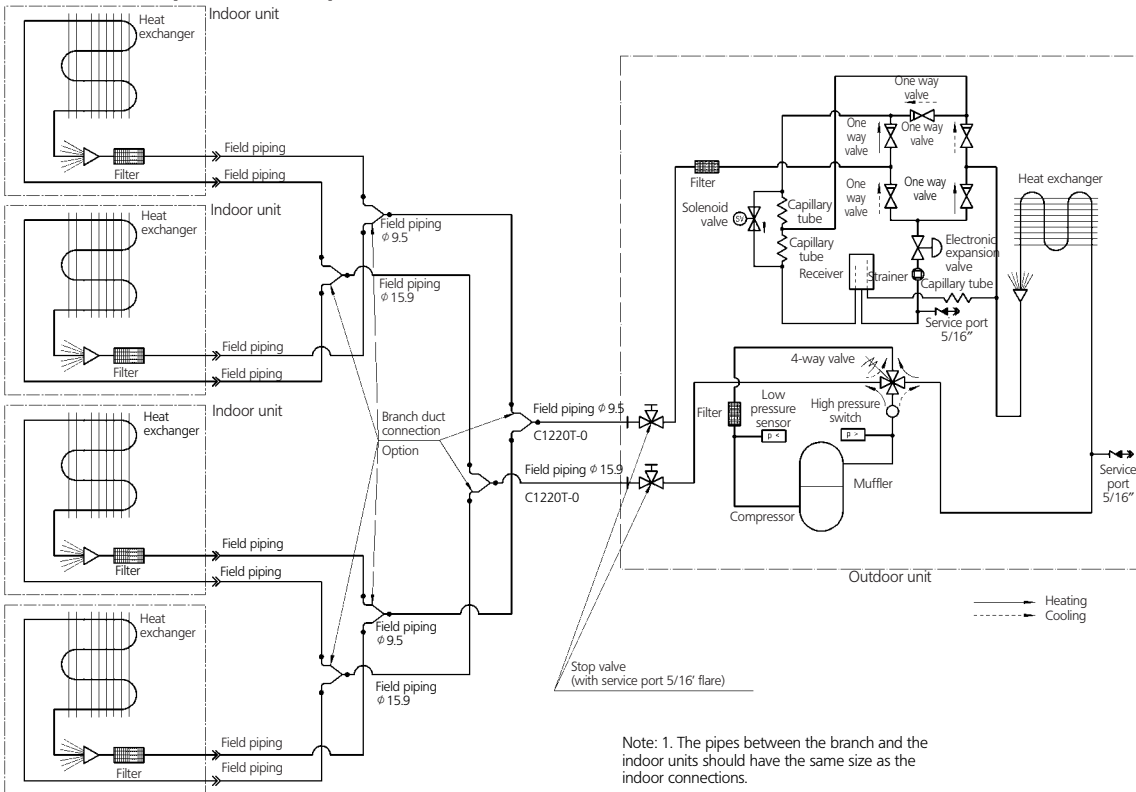 Indoor unit
Heat
exchanger
Filter
Field piping
Field piping
Indoor unit
Heat
exchanger
Filter
Field piping
Field piping
Indoor unit
Heat
exchanger
Filter
Field piping
Field piping
Heat
exchanger
Filter
Field piping
Field piping
Field piping
φ 9.5
Field piping
φ 15.9
Branch duct
connection
Option
Field piping
φ 9.5
Field piping
φ 15.9
Field piping φ 9.5
C1220T-0
Field piping φ 15.9
C1220T-0
Stop valve
(with service port 5/16' flare)
One way
valve
One
way
valve
One way
valve
Filter
One
way
valve
One way
valve
Heat exchanger
Solenoid
valve
SV
Capillary
tube
Capillary
tube
Receiver
Strainer
Electronic
expansion
valve
Capillary tube
Service port
5/16"
4-way valve
Filter
Low
pressure
sensor
P <
High pressure
switch
P >
Muffler
Compressor
Service
port
5/16"
Outdoor unit
Heating
Cooling
Note: 1. The pipes between the branch and the
indoor units should have the same size as the
indoor connections.